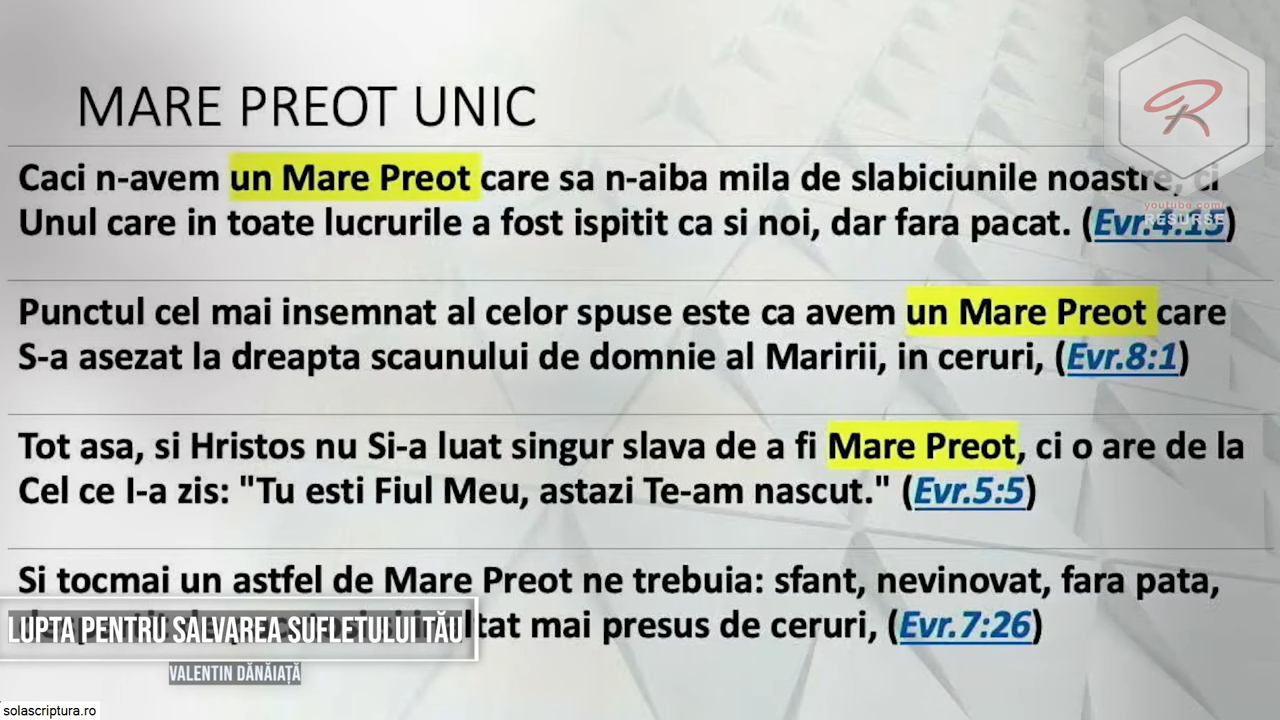 MARE PREOT UNIC
Caci n-avem un Mare Preot care sa n-aiba mila de slabiciunile noastre, ci
Unul care in toate lucrurile a fost ispitit ca si noi, dar fara pacat. (Evr.4:15)
youtube.com/
RESURSE
Punctul cel mai insemnat al celor spuse este ca avem un Mare Preot care
S-a asezat la dreapta scaunului de domnie al Maririi, in ceruri, (Evr.8:1)
Tot asa, si Hristos nu Si-a luat singur slava de a fi Mare Preot, ci o are de la
Cel ce I-a zis: "Tu esti Fiul Meu, astazi Te-am nascut." (Evr.5:5)
Si tocmai un astfel de Mare Preot ne trebuia: sfant, nevinovat, fara pata,
mai presus de ceruri, (Evr.7:26)
LUPTA PENTRU SALVAREA SUFLETULUI TĂU
VALENTIN DĂNĂIAȚĂ
solascriptura.ro